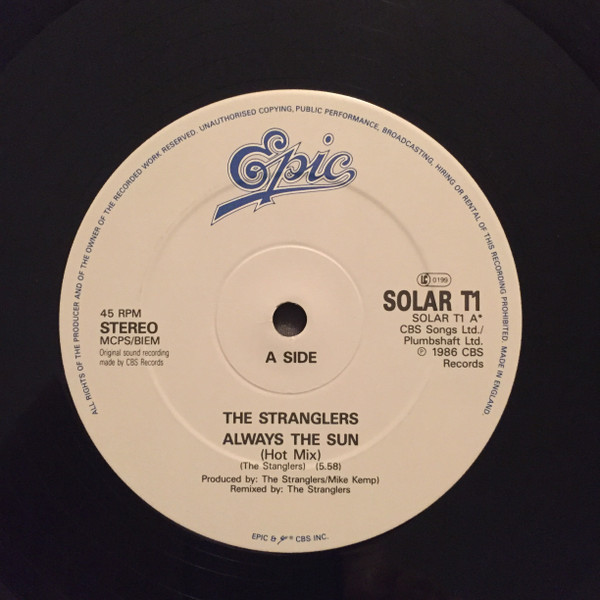 ALL RIGHTS OF THE PRODUCER AND OF THE OWNER OF THE RECORDED WORK RESERVED. UNAUTHORISED COPYING, PUBLIC PERFORMANCE, BROADCASTING, HIRING OR RENTAL OF THIS RECORDING PROHIBITED. MADE IN ENGLAND.
Epic
LC 0199
45 RPM
STEREO
MCPS/BIEM
Original sound recording
made by CBS Records
SOLAR T1
SOLAR T1 A*
CBS Songs Ltd./
Plumbshaft Ltd.
℗ 1986 CBS
Records
A SIDE
THE STRANGLERS
ALWAYS THE SUN
(Hot Mix)
(The Stanglers) (5.58)
Produced by: The Stranglers/Mike Kemp)
Remixed by: The Stranglers
EPIC & ® CBS INC.